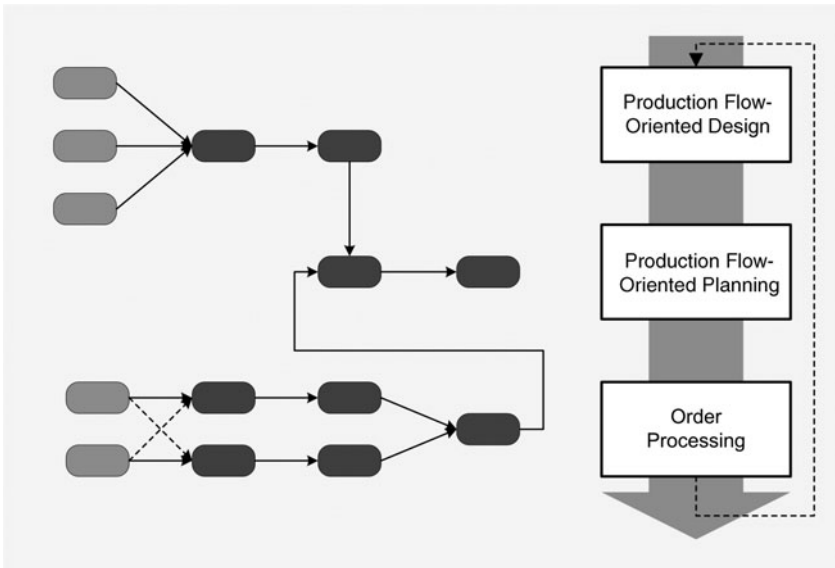 Production Flow-
Oriented Design
Production Flow-
Oriented Planning
Order
Processing